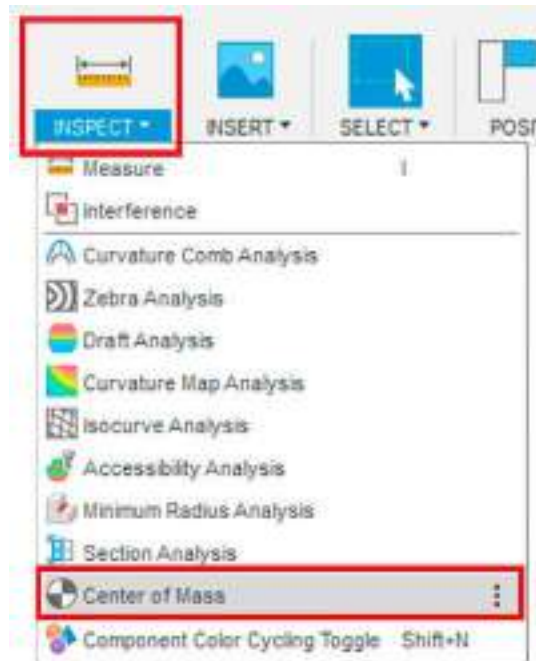 INSPECT INSERT SELECT
Measure I
Interference
Curvature Comb Analysis
Zebra Analysis
Draft Analysis
Curvature Map Analysis
Isocurve Analysis
Accessibility Analysis
Minimum Radius Analysis
Section Analysis
Center of Mass
Component Color Cycling Toggle Shift+N